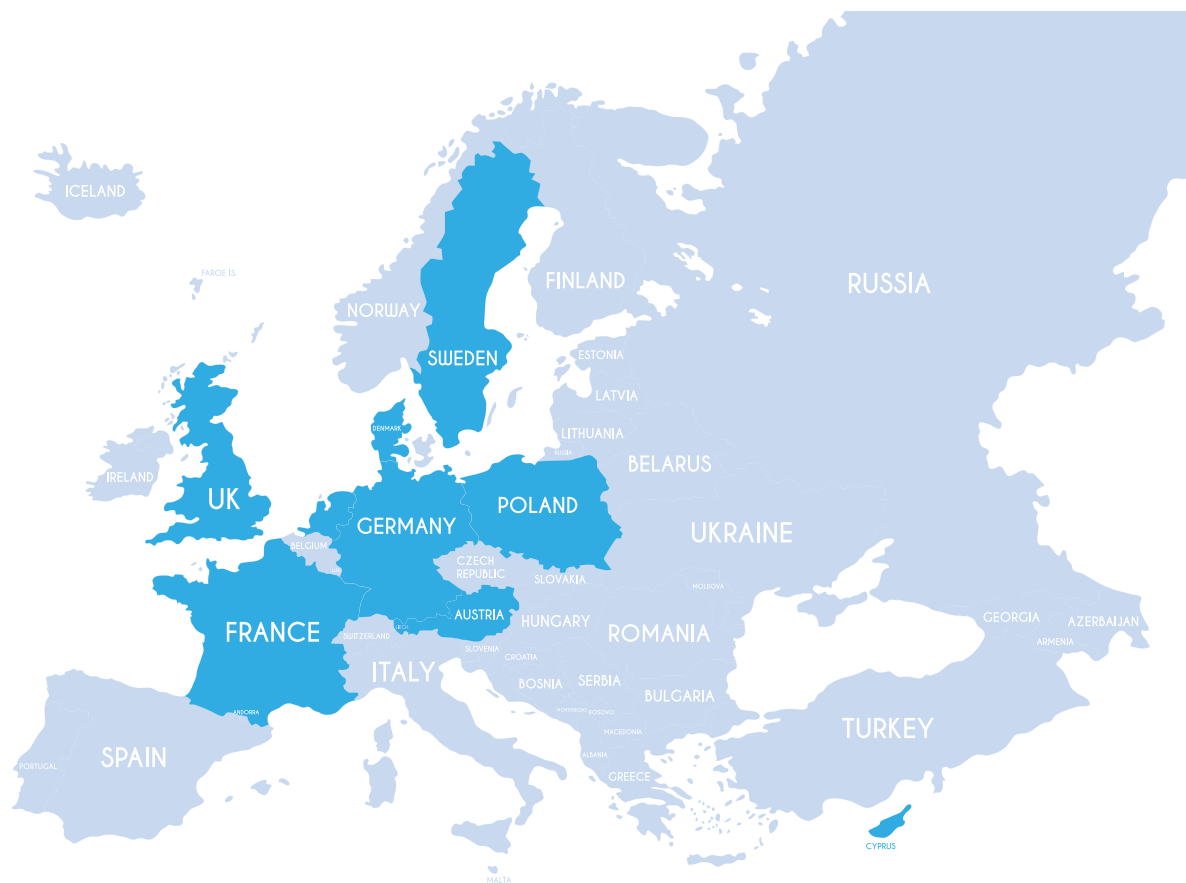 ICELAND
FAROE IS.
NORWAY
FINLAND
RUSSIA
SWEDEN
ESTONIA
LATVIA
DENMARK
LITHUANIA
RUSSIA
BELARUS
IRELAND
UK
POLAND
GERMANY
UKRAINE
BELGIUM
CZECH
REPUBLIC
SLOVAKIA
MOLDOVA
AUSTRIA
FRANCE
SWITZERLAND
HUNGARY
ROMANIA
GEORGIA
AZERBAIJAN
ARMENIA
SLOVENIA
CROATIA
ITALY
BOSNIA
SERBIA
BULGARIA
ANDORRA
MONTENEGRO
KOSOVO
MACEDONIA
TURKEY
SPAIN
PORTUGAL
ALBANIA
GREECE
CYPRUS
MALTA